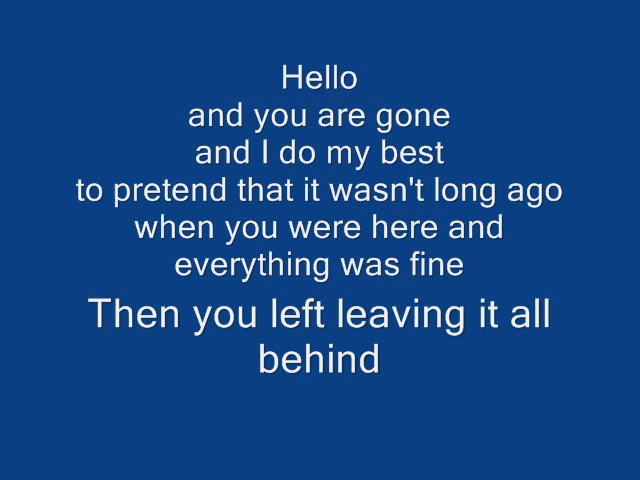 Hello
and you are gone
and I do my best
to pretend that it wasn't long ago
when you were here and
everything was fine
Then you left leaving it all
behind